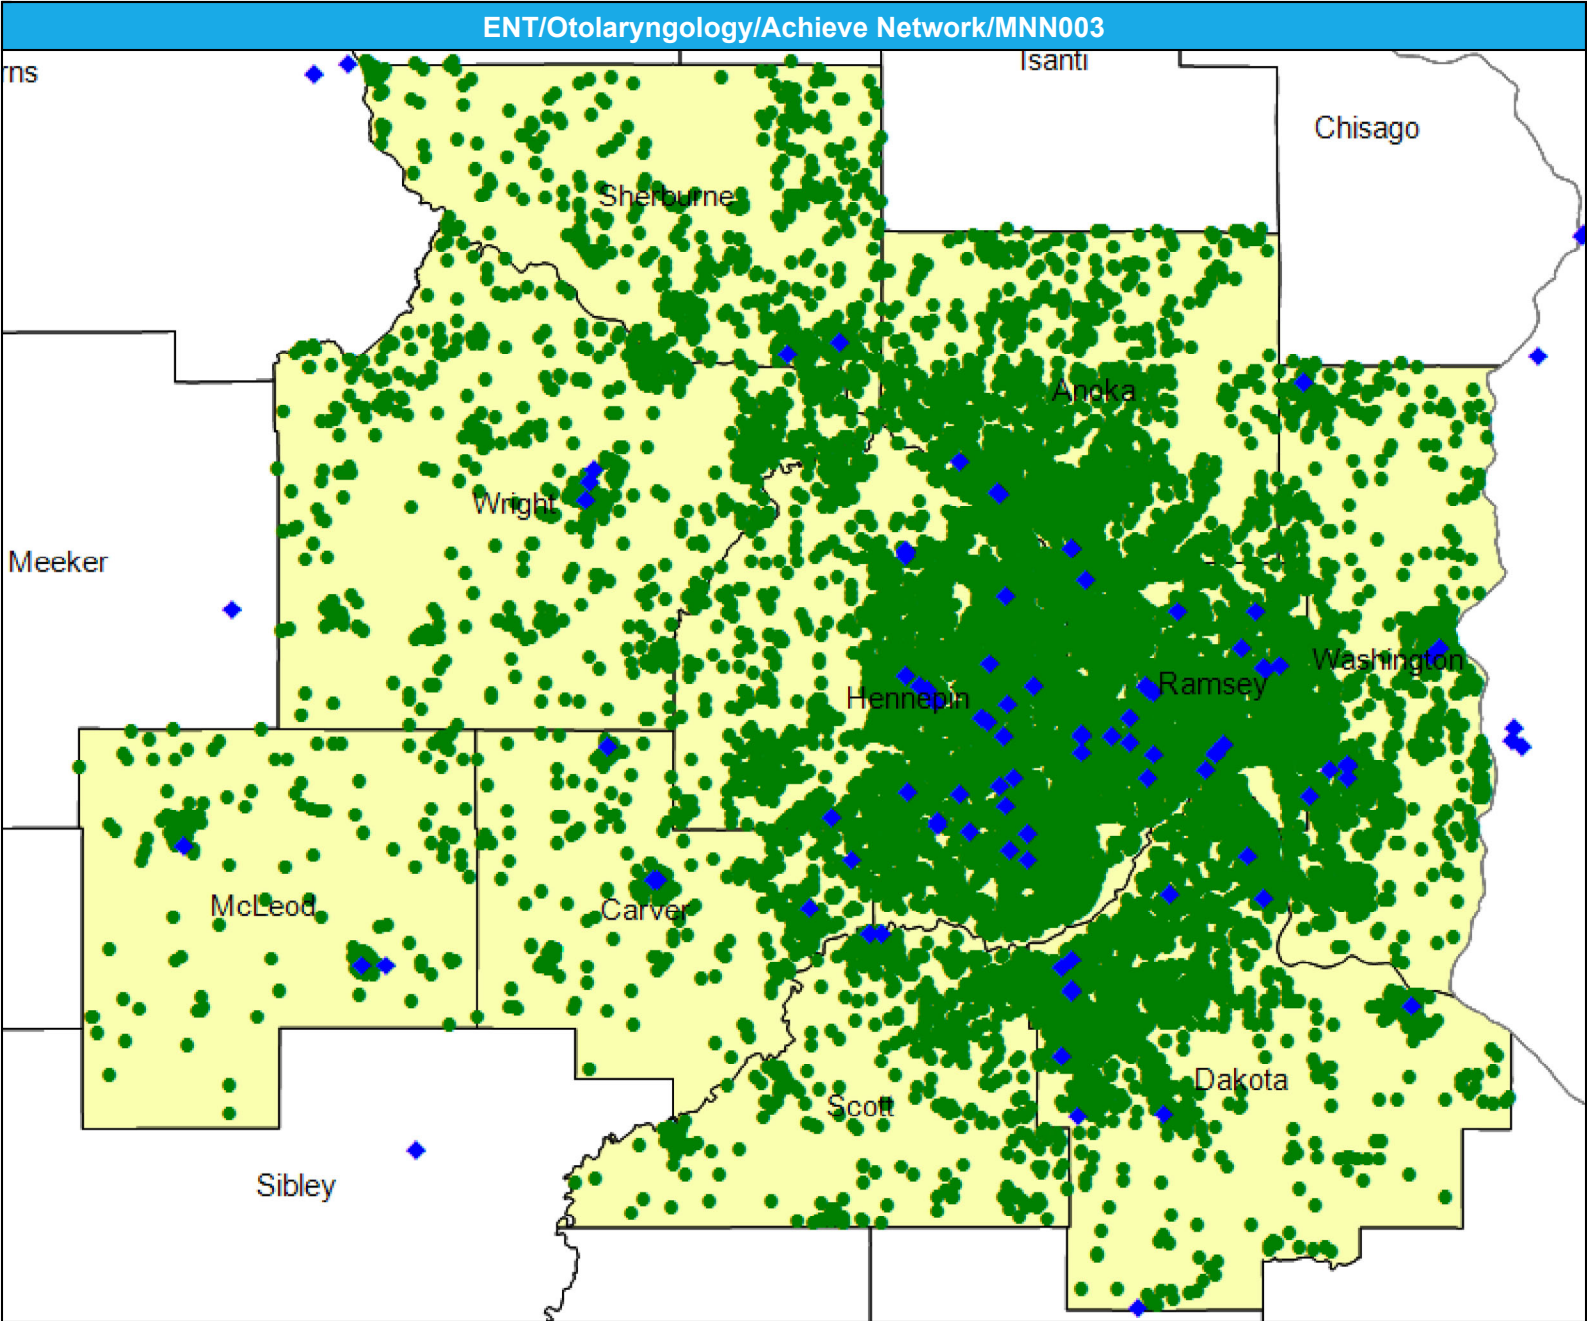 ENT/Otolaryngology/Achieve Network/MNN003
rns
Isanti
Chisago
Sherburne
Anoka
Wright
Meeker
Washington
Ramsey
Hennepin
McLeod
Carver
Dakota
Scott
Sibley